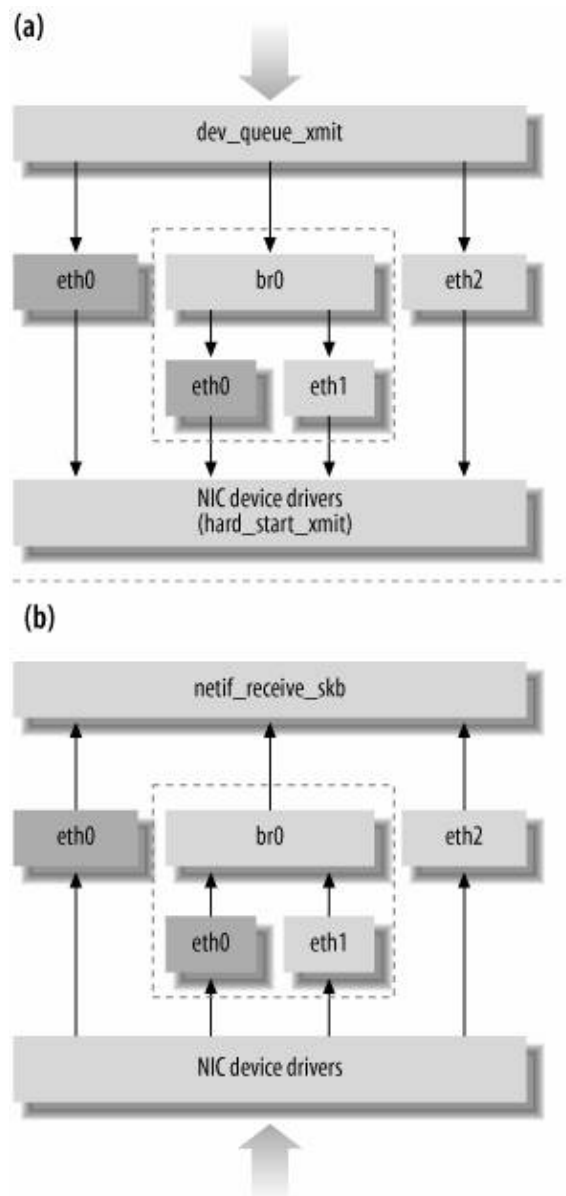 (a)
dev_queue_xmit
eth0
br0
eth2
eth0
eth1
NIC device drivers
(hard_start_xmit)
(b)
netif_receive_skb
eth0
br0
eth2
eth0
eth1
NIC device drivers